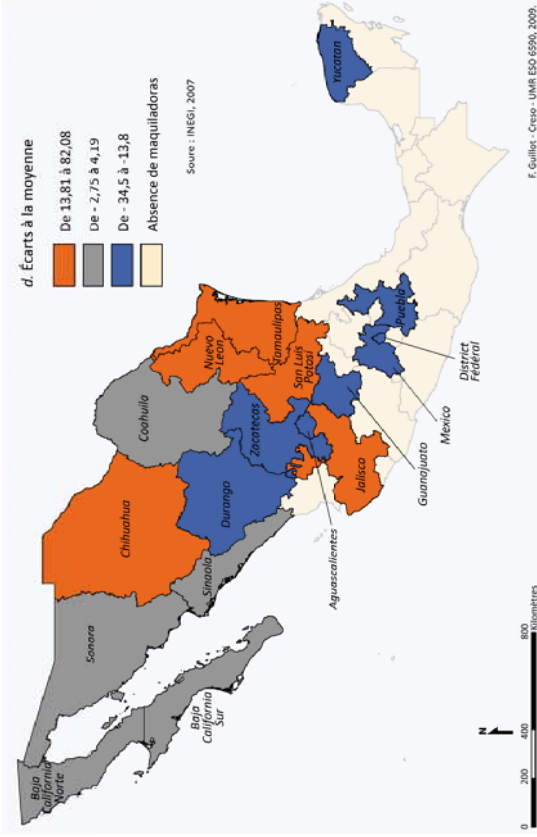 d. Écarts à la moyenne
De 13,81 à 82,08
De - 2,75 à 4,19
De - 34,5 à -13,8
Absence de maquiladoras
Soure : INEGI, 2007
Baja
California
Norte
Baja
California
Sur
Sonora
Chihuahua
Coahuila
Nuevo
Leon
Tamaulipas
Sinaola
Durango
Zacatecas
San Luis
Potosi
Aguascalientes
Jalisco
Guanajuato
Mexico
District
Fédéral
Puebla
Yucatan
N
0 200 400 800
Kilomètres
F. Guillot - Creso - UMR ESO 6590, 2009.